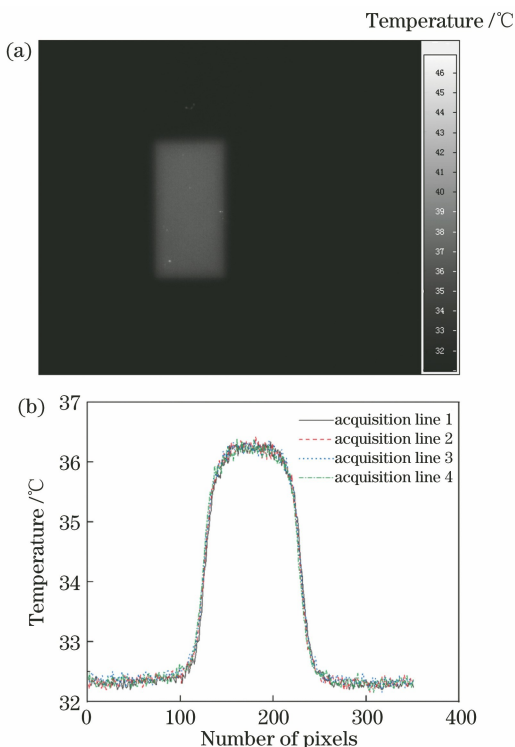 Temperature /℃
(a)
46
45
44
43
42
41
40
39
38
37
36
35
34
33
32
(b)
37
36
35
34
33
32
Temperature /℃
acquisition line 1
acquisition line 2
acquisition line 3
acquisition line 4
0 100 200 300 400
Number of pixels